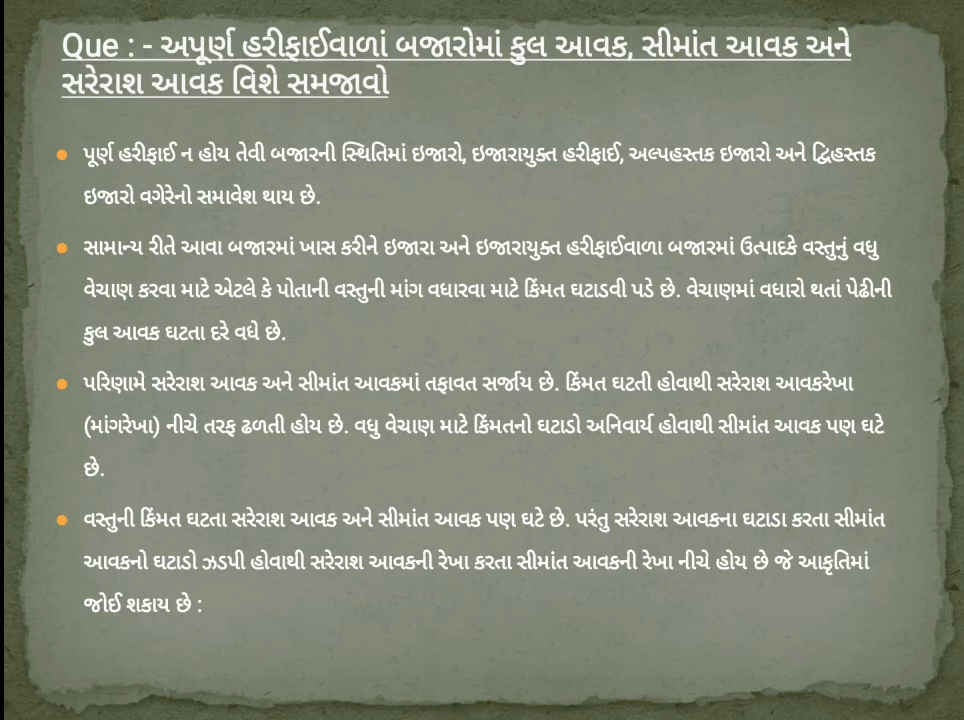 Que : - અપૂર્ણ હરીફાઈવાળાં બજારોમાં કુલ આવક, સીમાંત આવક અને
સરેરાશ આવક વિશે સમજાવો
પૂર્ણ હરીફાઈ ન હોય તેવી બજારની સ્થિતિમાં ઇજારો, ઇજારાયુક્ત હરીફાઈ, અલ્પહસ્તક ઇજારો અને દ્વિહસ્તક
ઇજારો વગેરેનો સમાવેશ થાય છે.
સામાન્ય રીતે આવા બજારમાં ખાસ કરીને ઇજારા અને ઇજારાયુક્ત હરીફાઈવાળા બજારમાં ઉત્પાદકે વસ્તુનું વધુ
વેચાણ કરવા માટે એટલે કે પોતાની વસ્તુની માંગ વધારવા માટે કિંમત ઘટાડવી પડે છે. વેચાણમાં વધારો થતાં પેઢીની
કુલ આવક ઘટતા દરે વધે છે.
પરિણામે સરેરાશ આવક અને સીમાંત આવકમાં તફાવત સર્જાય છે. કિંમત ઘટતી હોવાથી સરેરાશ આવકરેખા
(માંગરેખા) નીચે તરફ ઢળતી હોય છે. વધુ વેચાણ માટે કિંમતનો ઘટાડો અનિવાર્ય હોવાથી સીમાંત આવક પણ ઘટે
છે.
વસ્તુની કિંમત ઘટતા સરેરાશ આવક અને સીમાંત આવક પણ ઘટે છે. પરંતુ સરેરાશ આવકના ઘટાડા કરતા સીમાંત
આવકનો ઘટાડો ઝડપી હોવાથી સરેરાશ આવકની રેખા કરતા સીમાંત આવકની રેખા નીચે હોય છે જે આકૃતિમાં
જોઈ શકાય છે :